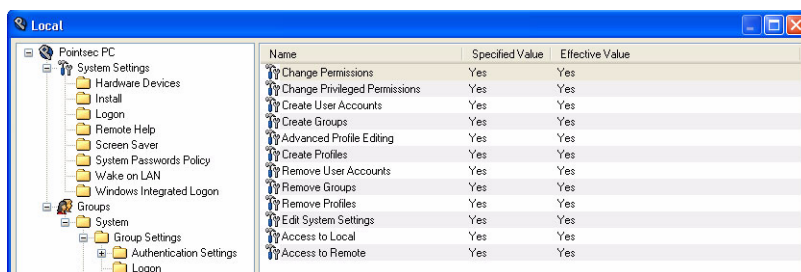 Local
Pointsec PC
System Settings
Hardware Devices
Install
Logon
Remote Help
Screen Saver
System Passwords Policy
Wake on LAN
Windows Integrated Logon
Groups
System
Group Settings
Authentication Settings
Logon
Name Specified Value Effective Value
Change Permissions Yes Yes
Change Privileged Permissions Yes Yes
Create User Accounts Yes Yes
Create Groups Yes Yes
Advanced Profile Editing Yes Yes
Create Profiles Yes Yes
Remove User Accounts Yes Yes
Remove Groups Yes Yes
Remove Profiles Yes Yes
Edit System Settings Yes Yes
Access to Local Yes Yes
Access to Remote Yes Yes